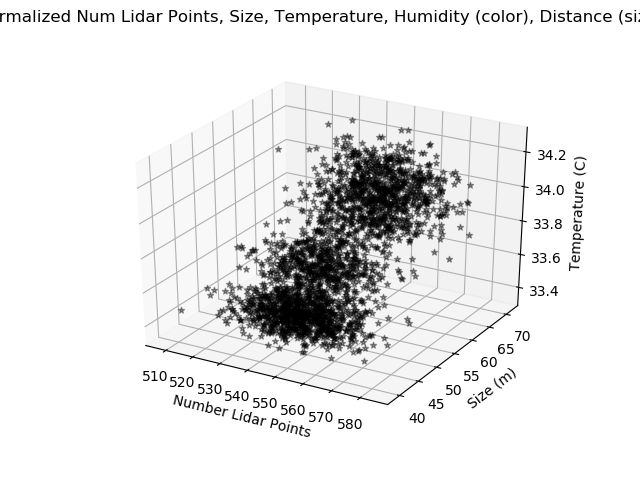 rmalized Num Lidar Points, Size, Temperature, Humidity (color), Distance (siz
34.2
34.0
33.8
33.6
33.4
Temperature (C)
70
65
60
55
50
45
40
Size (m)
510 520 530 540 550 560 570 580
Number Lidar Points